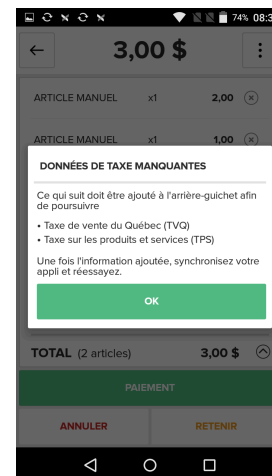 74% 08:3
3,00 $
ARTICLE MANUEL x1 2,00
ARTICLE MANUEL x1 1,00
DONNÉES DE TAXE MANQUANTES
Ce qui suit doit être ajouté à l'arrière-guichet afin
de poursuivre
• Taxe de vente du Québec (TVQ)
• Taxe sur les produits et services (TPS)
Une fois l'information ajoutée, synchronisez votre
appli et réessayez.
OK
TOTAL (2 articles) 3,00 $
PAIEMENT
ANNULER RETENIR